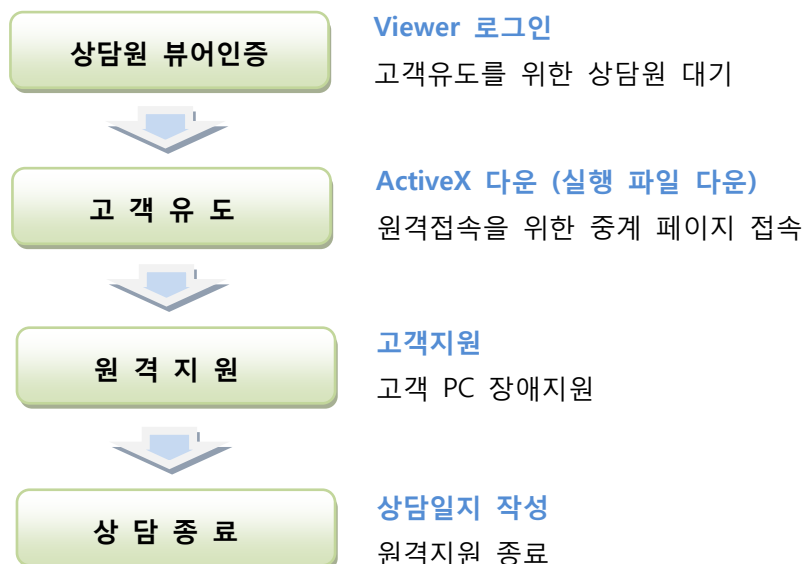 상담원 뷰어인증
Viewer 로그인
고객유도를 위한 상담원 대기
고 객 유 도
ActiveX 다운 (실행 파일 다운)
원격접속을 위한 중계 페이지 접속
원 격 지 원
고객지원
고객 PC 장애지원
상 담 종 료
상담일지 작성
원격지원 종료